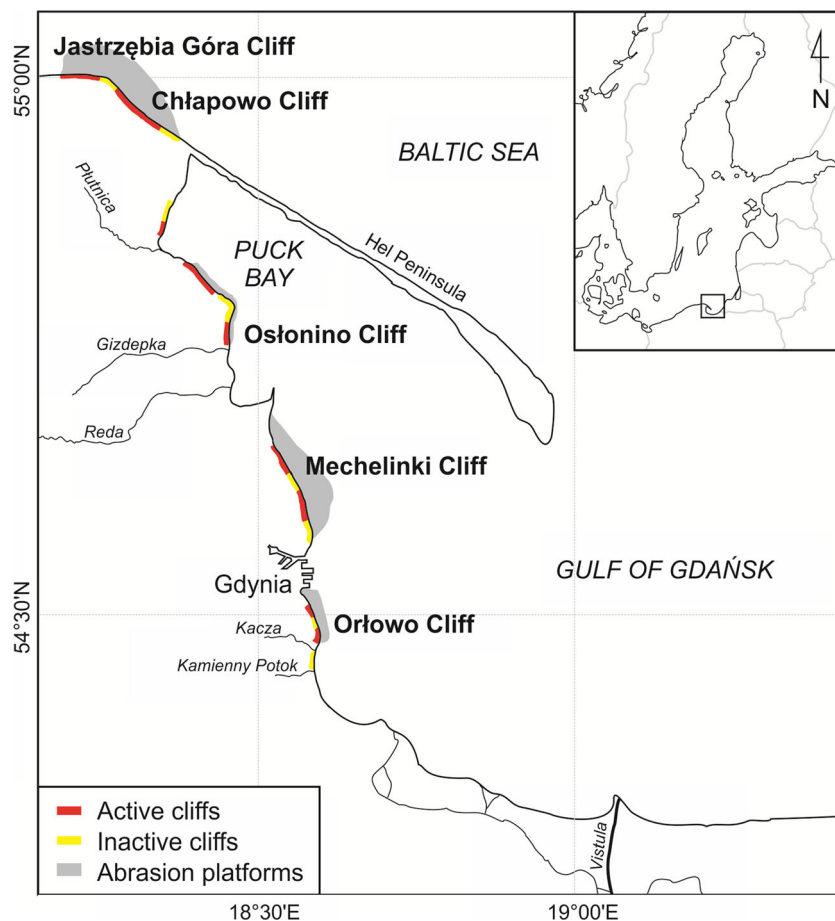 Jastrzębia Góra Cliff
55°00'N
Chłapowo Cliff
N
BALTIC SEA
Płutnica
Hel Peninsula
PUCK
BAY
Osłonino Cliff
Gizdepka
Reda
Mechelinki Cliff
GULF OF GDAŃSK
Gdynia
54°30'N
Orłowo Cliff
Kacza
Kamienny Potok
Active cliffs
Inactive cliffs
Abrasion platforms
Vistula
18°30'E
19°00'E